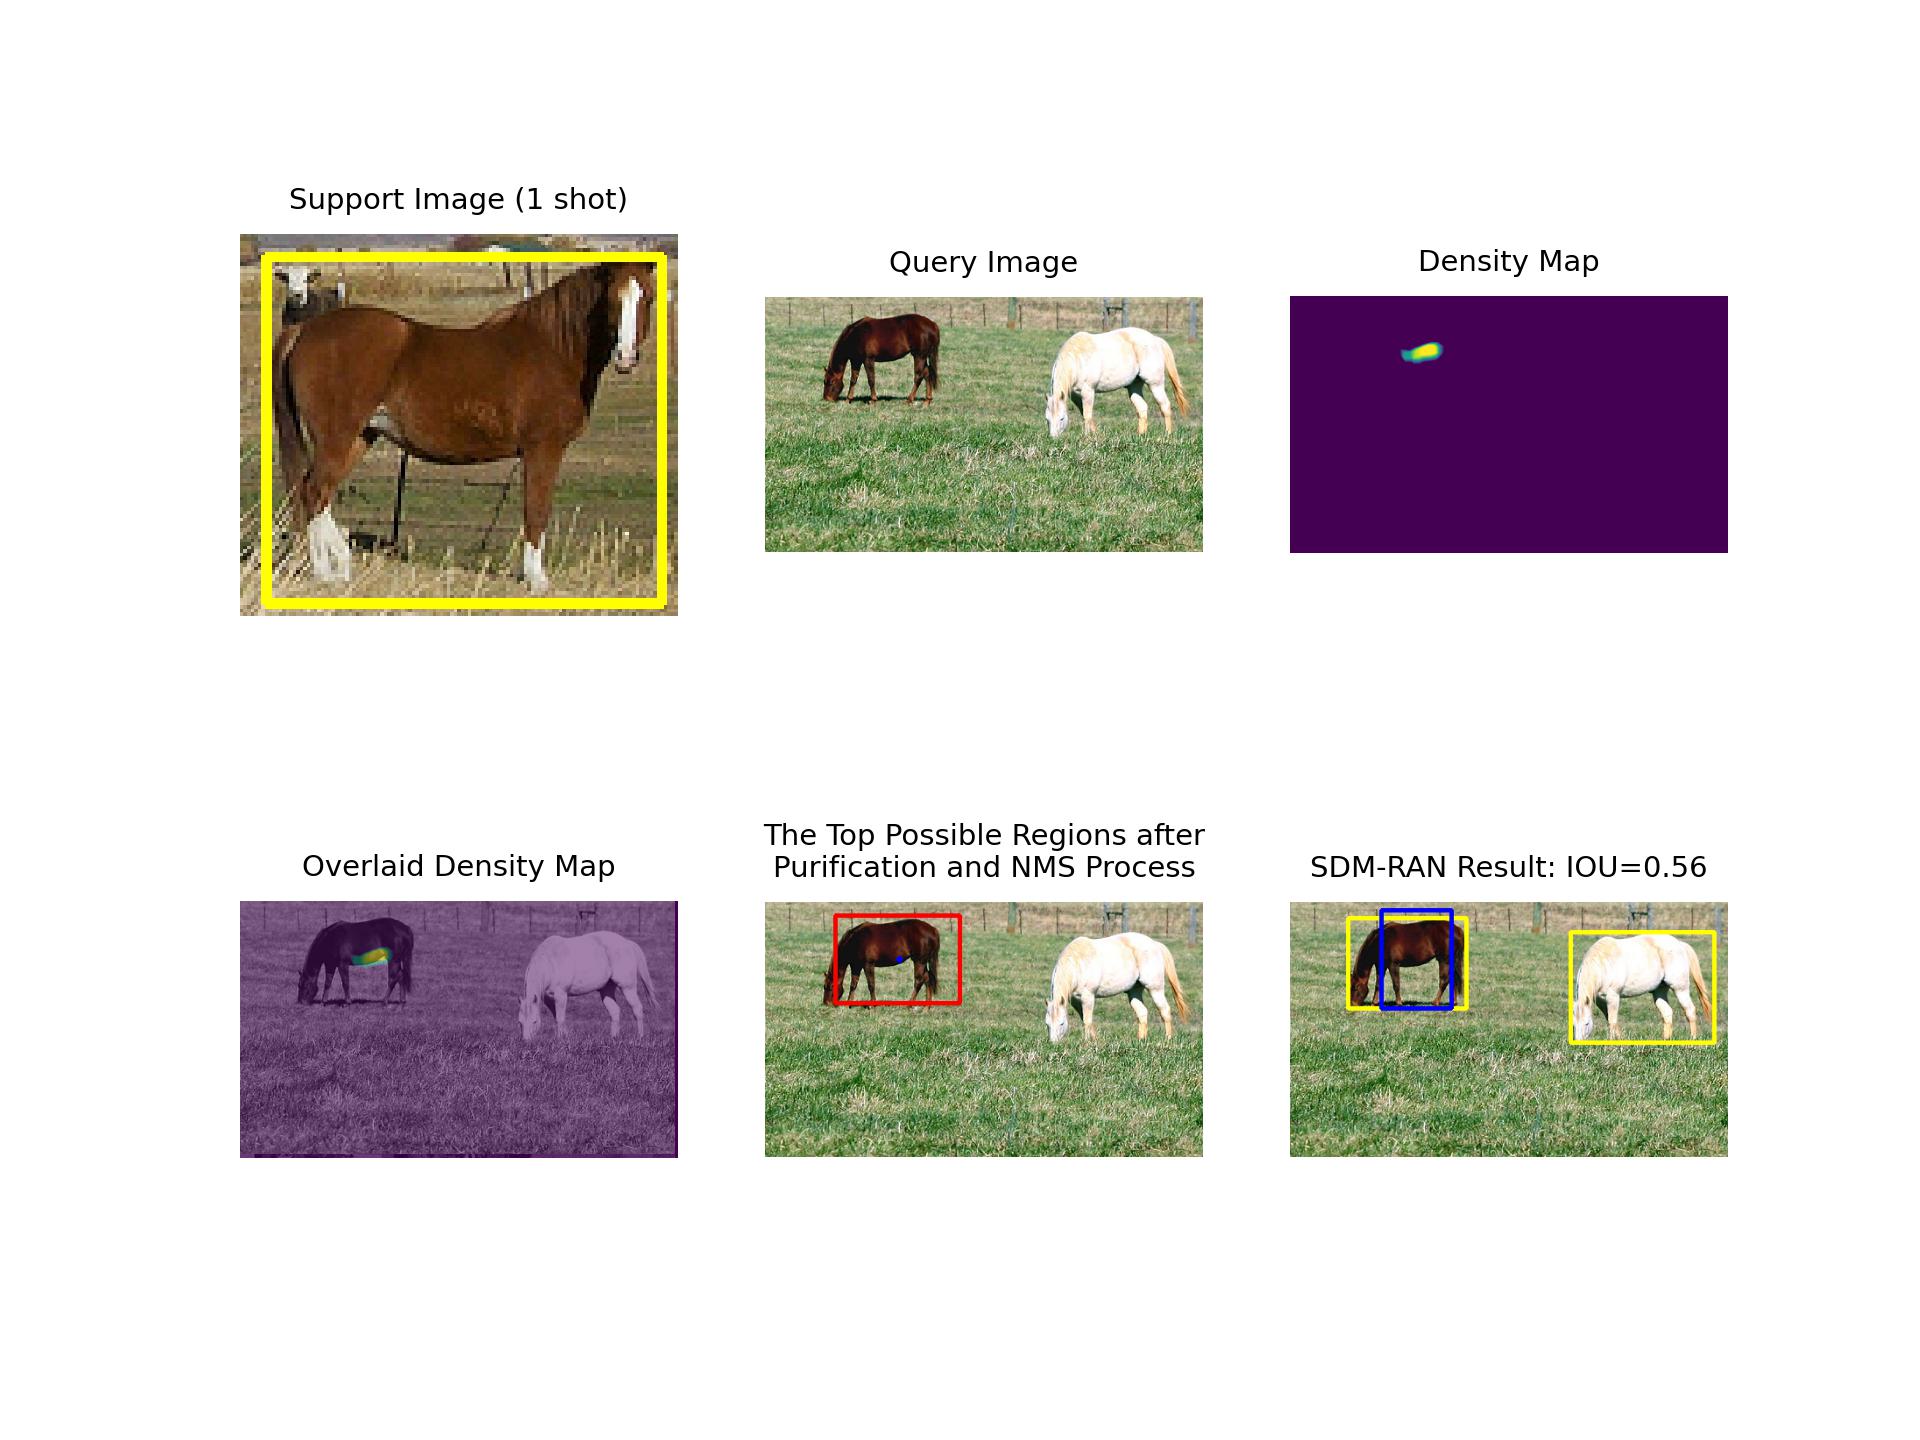 Support Image (1 shot)
Query Image
Density Map
Overlaid Density Map
The Top Possible Regions after
Purification and NMS Process
SDM-RAN Result: IOU=0.56